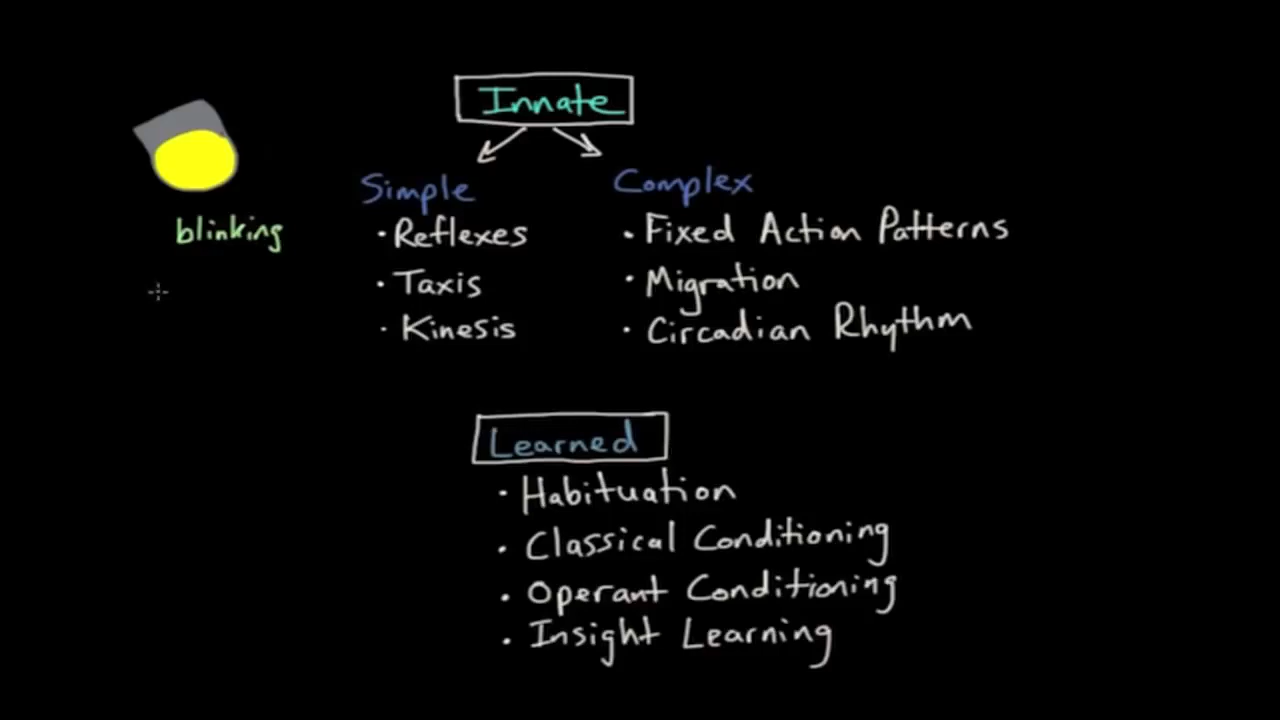 Innate
Simple
Complex
blinking
· Reflexes
· Fixed Action Patterns
· Taxis
· Migration
· Kinesis
· Circadian Rhythm
Learned
· Habituation
· Classical Conditioning
· Operant Conditioning
· Insight Learning